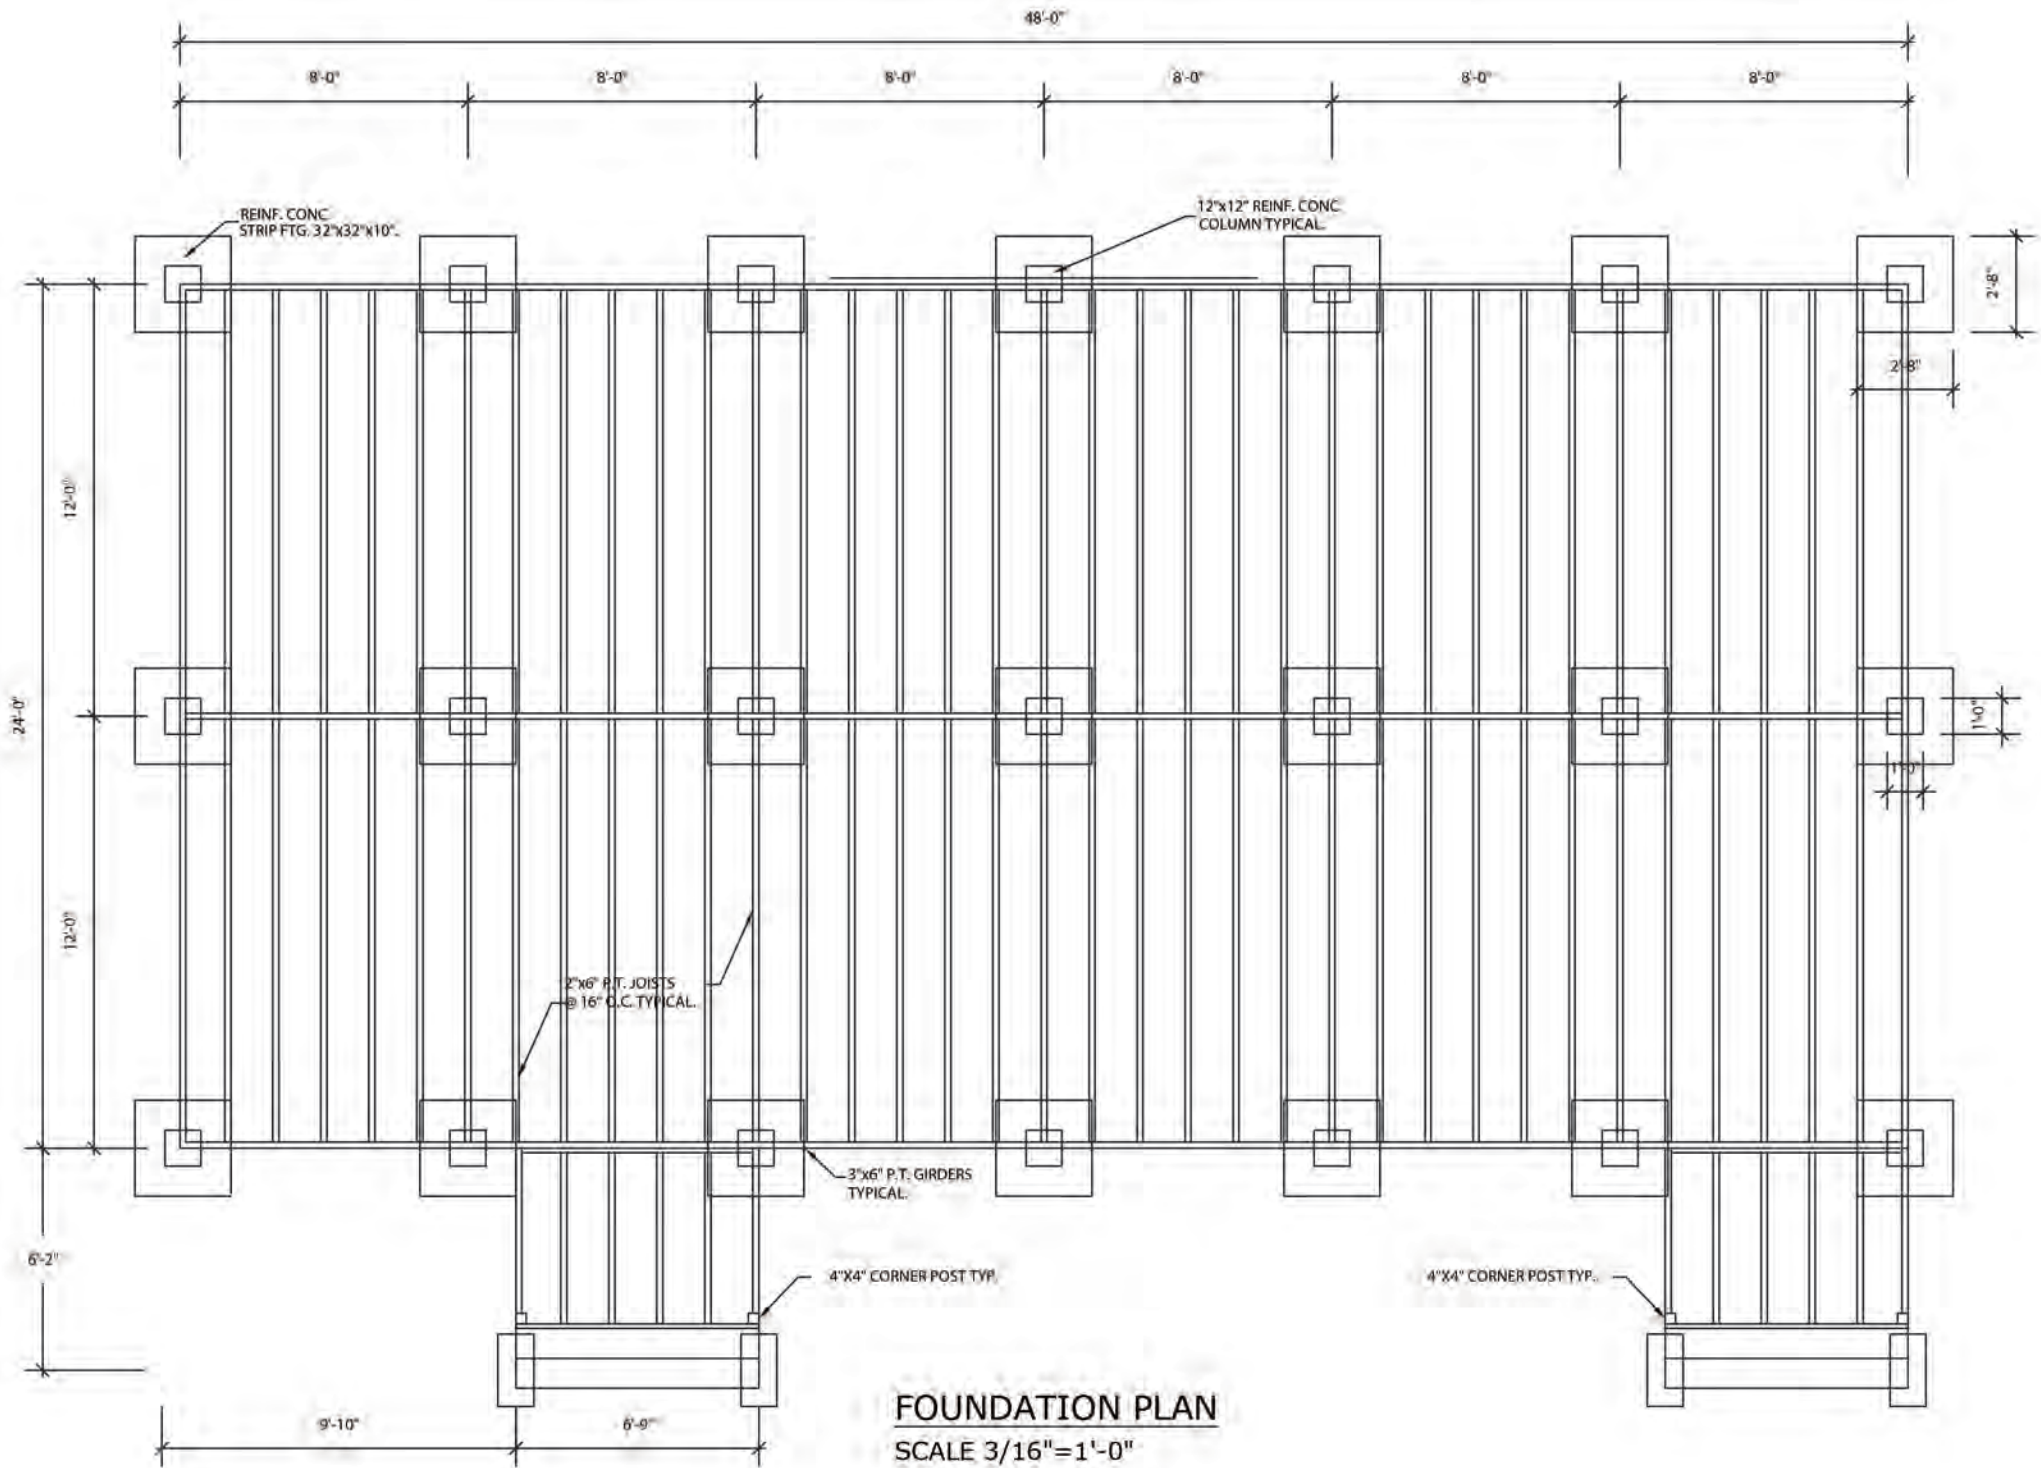 48'-0"
8'-0"
8'-0"
8'-0"
8'-0"
8'-0"
8'-0"
REINF. CONC
STRIP FTG. 32"x32"x10".
12"x12" REINF. CONC
COLUMN TYPICAL.
2'-8"
2'-8"
12'-0"
24'-0"
1'-0"
1'-0"
12'-0"
2"x6" P.T. JOISTS
@ 16" O.C. TYPICAL.
3"x6" P.T. GIRDERS
TYPICAL.
6'-2"
4"X4" CORNER POST TYP.
4"X4" CORNER POST TYP..
9'-10"
6'-9"
FOUNDATION PLAN
SCALE 3/16"=1'-0"